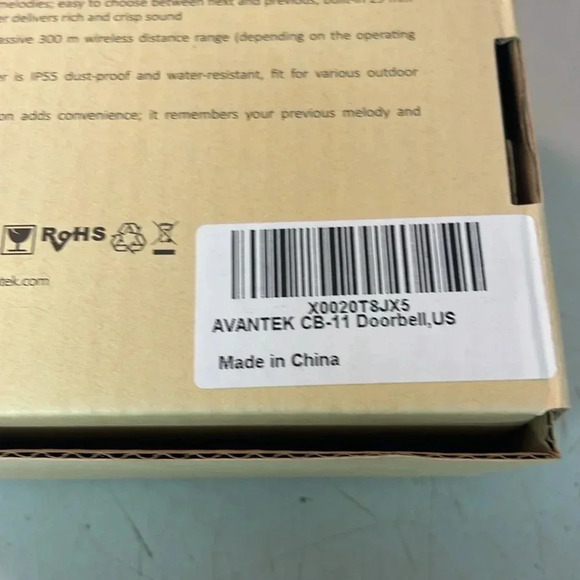 melodies; easy to choose between next and previous, built-in 25 mm
er delivers rich and crisp sound
assive 300 m wireless distance range (depending on the operating
er is IP55 dust-proof and water-resistant, fit for various outdoor
on adds convenience; it remembers your previous melody and
RoHS
tek.com
X0020T8JX5
AVANTEK CB-11 Doorbell,US
Made in China